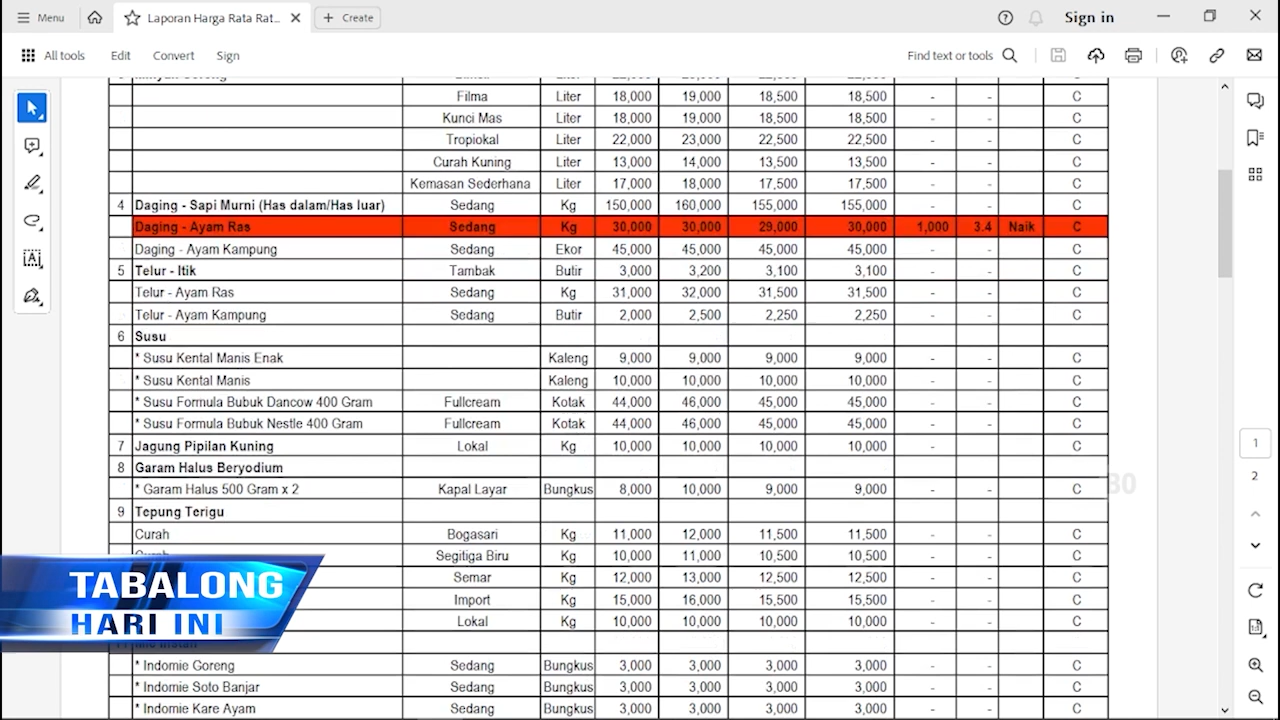 Menu Laporan Harga Rata Rat... Create Sign in
All tools Edit Convert Sign Find text or tools
Filma Liter 18,000 19,000 18,500 18,500 - - C
Kunci Mas Liter 18,000 19,000 18,500 18,500 - - C
Tropiokal Liter 22,000 23,000 22,500 22,500 - - C
Curah Kuning Liter 13,000 14,000 13,500 13,500 - - C
Kemasan Sederhana Liter 17,000 18,000 17,500 17,500 - - C
4 Daging - Sapi Murni (Has dalam/Has luar) Sedang Kg 150,000 160,000 155,000 155,000 - - C
Daging - Ayam Ras Sedang Kg 30,000 30,000 29,000 30,000 1,000 3.4 Naik C
Daging - Ayam Kampung Sedang Ekor 45,000 45,000 45,000 45,000 - - C
5 Telur - Itik Tambak Butir 3,000 3,200 3,100 3,100 - - C
Telur - Ayam Ras Sedang Kg 31,000 32,000 31,500 31,500 - - C
Telur - Ayam Kampung Sedang Butir 2,000 2,500 2,250 2,250 - - C
6 Susu
* Susu Kental Manis Enak Kaleng 9,000 9,000 9,000 9,000 - - C
* Susu Kental Manis Kaleng 10,000 10,000 10,000 10,000 - - C
* Susu Formula Bubuk Dancow 400 Gram Fullcream Kotak 44,000 46,000 45,000 45,000 - - C
* Susu Formula Bubuk Nestle 400 Gram Fullcream Kotak 44,000 46,000 45,000 45,000 - - C
7 Jagung Pipilan Kuning Lokal Kg 10,000 10,000 10,000 10,000 - - C
8 Garam Halus Beryodium
* Garam Halus 500 Gram x 2 Kapal Layar Bungkus 8,000 10,000 9,000 9,000 - - C
9 Tepung Terigu
Curah Bogasari Kg 11,000 12,000 11,500 11,500 - - C
Segitiga Biru Kg 10,000 11,000 10,500 10,500 - - C
Semar Kg 12,000 13,000 12,500 12,500 - - C
Import Kg 15,000 16,000 15,500 15,500 - - C
Lokal Kg 10,000 10,000 10,000 10,000 - - C
* Indomie Goreng Sedang Bungkus 3,000 3,000 3,000 3,000 - - C
* Indomie Soto Banjar Sedang Bungkus 3,000 3,000 3,000 3,000 - - C
* Indomie Kare Ayam Sedang Bungkus 3,000 3,000 3,000 3,000 - - C
TABALONG
HARI INI
1
2